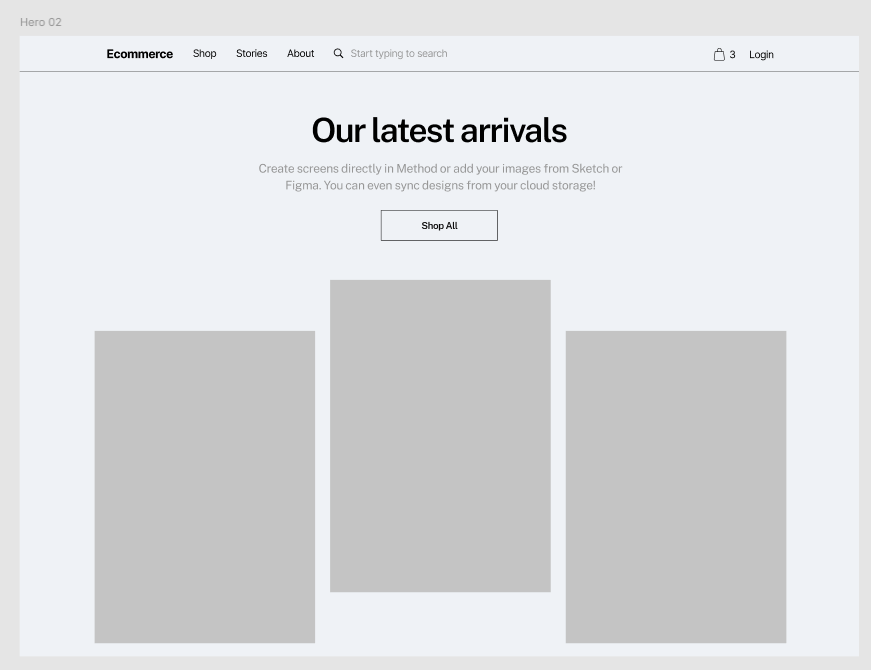 Hero 02
Ecommerce Shop Stories About Start typing to search 3 Login
Our latest arrivals
Create screens directly in Method or add your images from Sketch or
Figma. You can even sync designs from your cloud storage!
Shop All